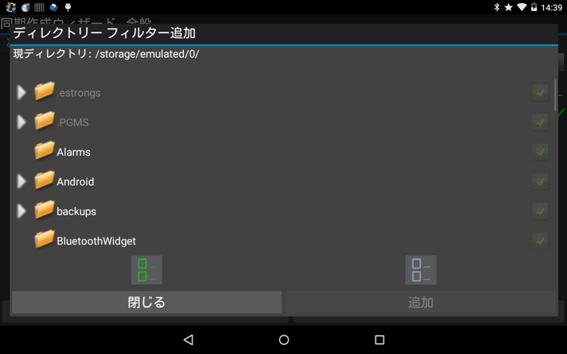 14:39
同期作成ウィザード 全般
ディレクトリー フィルター追加
現ディレクトリ: /storage/emulated/0/
.estrongs
.PGMS
Alarms
Android
backups
BluetoothWidget
閉じる
追加